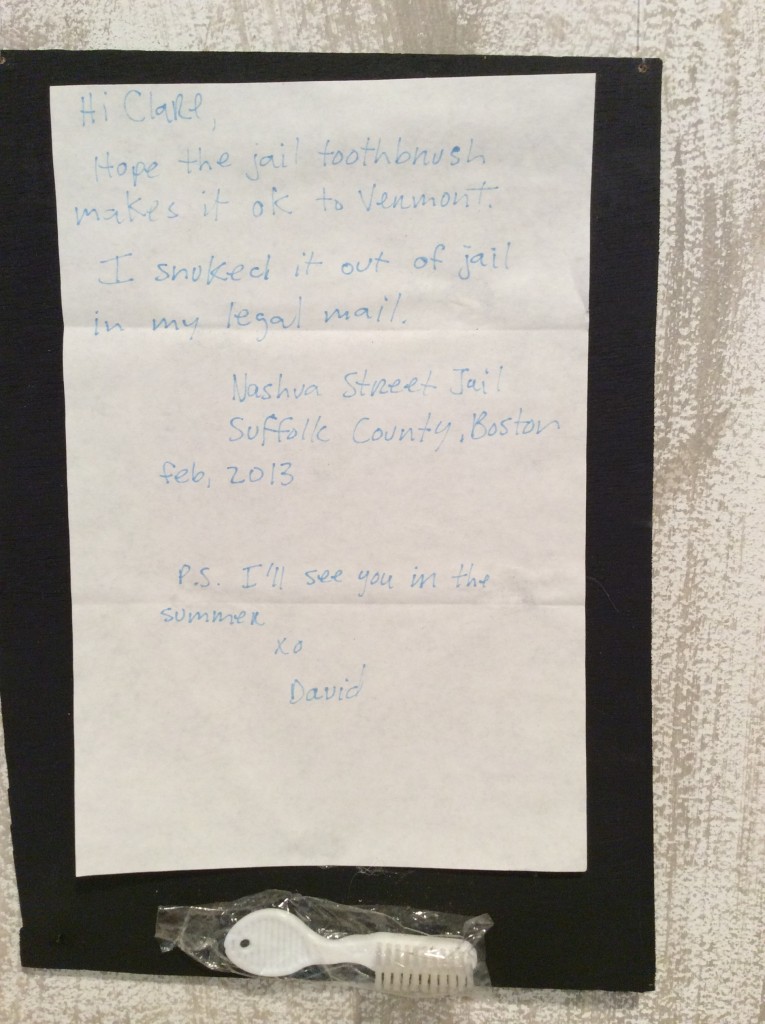 Hi Clare,
Hope the jail toothbrush
makes it ok to Vermont.
I snuked it out of jail
in my legal mail.
Nashua Street Jail
Suffolk County, Boston
feb, 2013
P.S. I'll see you in the
summer
xo
David